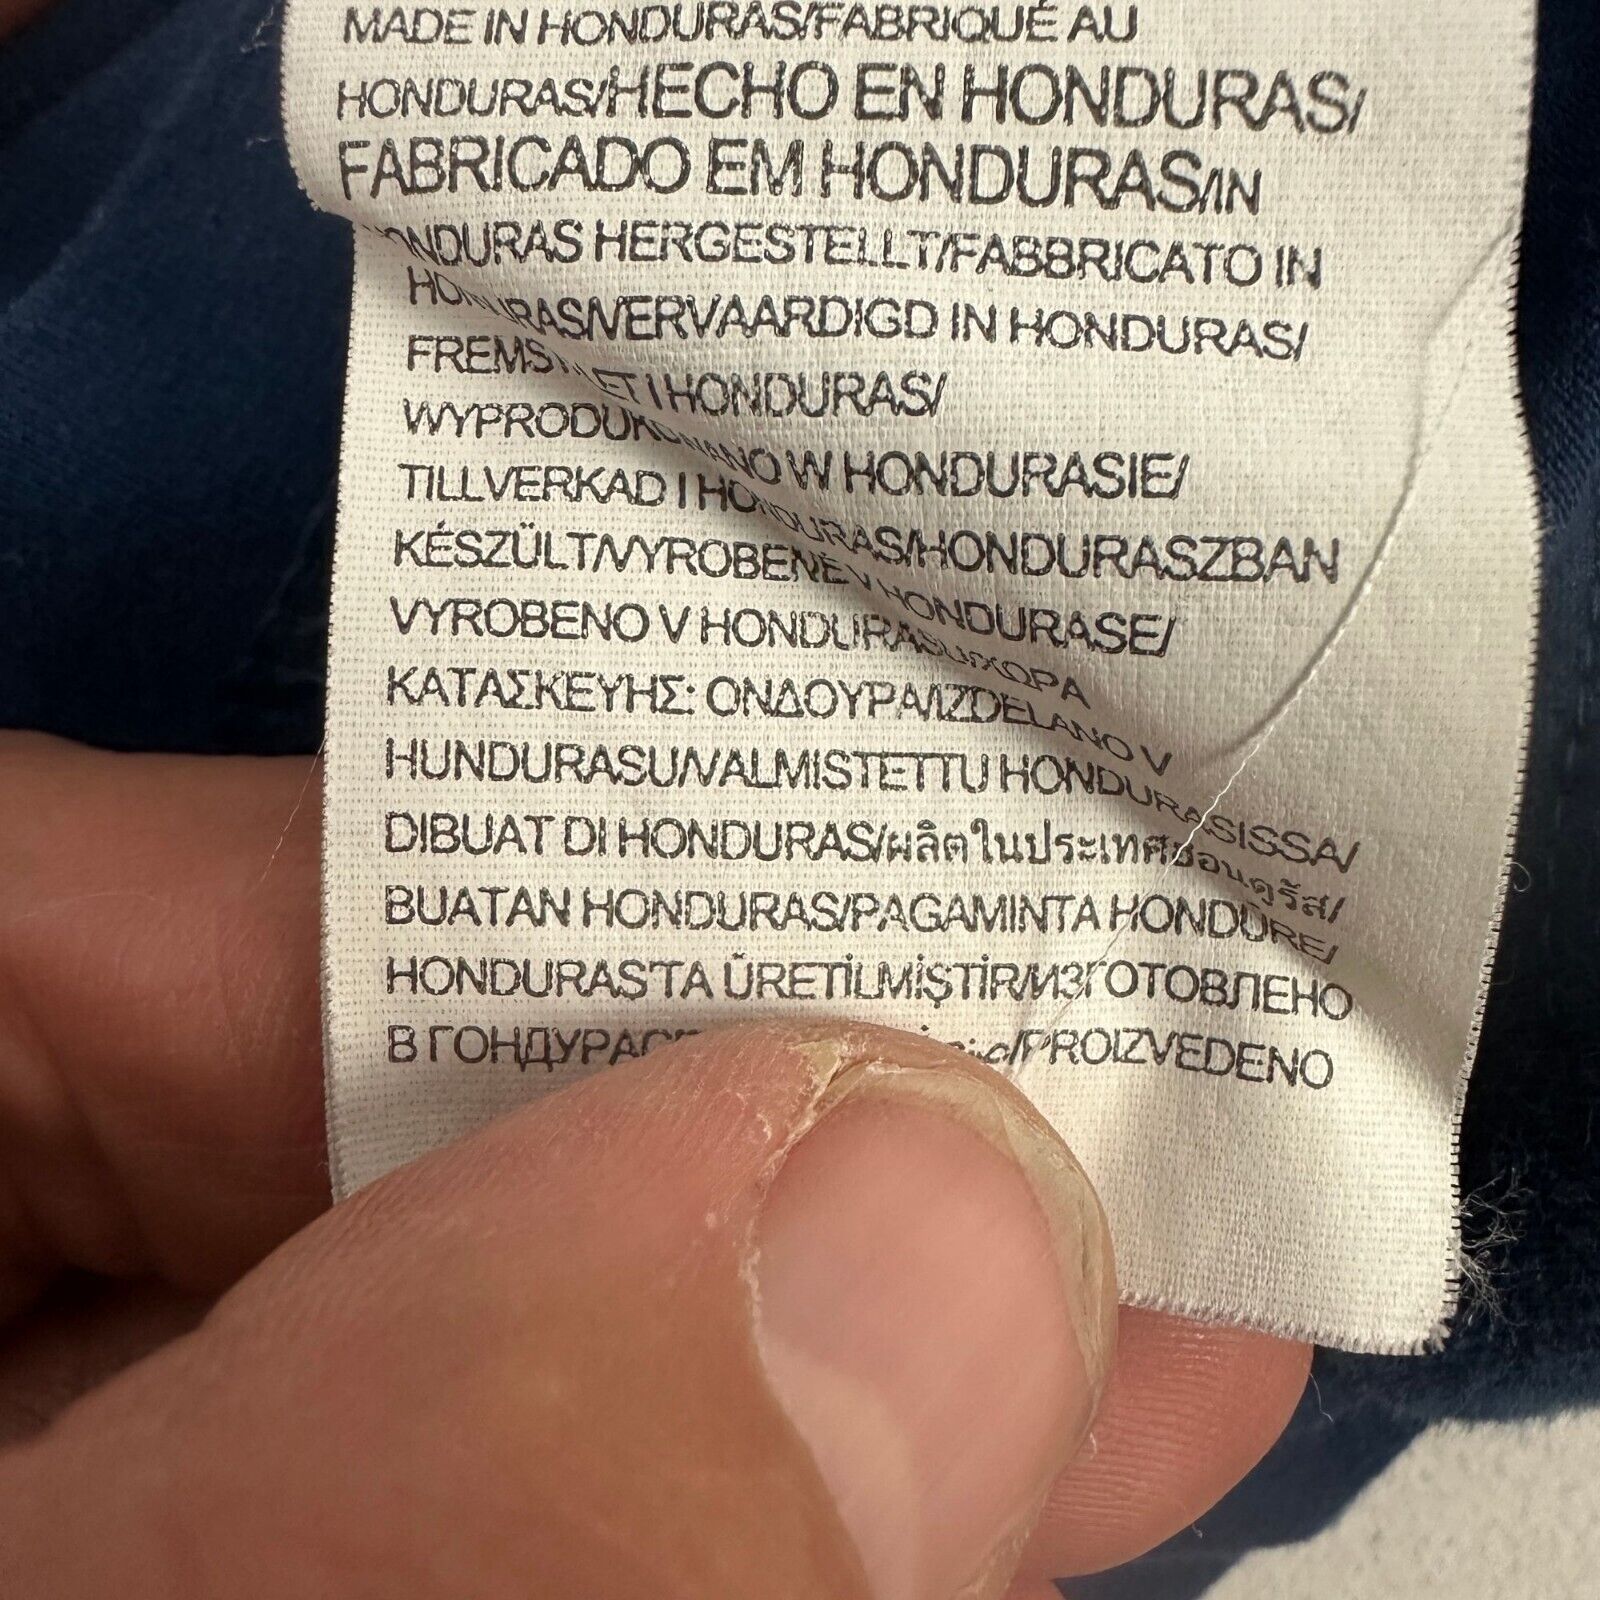 MADE IN HONDURAS/FABRIQUÉ AU
HONDURAS/HECHO EN HONDURAS/
FABRICADO EM HONDURAS/IN
HERGESTELLT/FABBRICATO IN
HONDURAS/VERVAARDIGD IN HONDURAS/
I HONDURAS/
WYPRODUKOWANO W HONDURASIE/
TILLVERKAD I HONDURAS/HONDURASZBAN
KÉSZÜLT/VYROBENÉ V HONDURASE/
VYROBENO V HONDURASU/ΧΩΡΑ
ΚΑΤΑΣΚΕΥΗΣ: ΟΝΔΟΥΡΑ/IZDELANO V
HUNDURASU/VALMISTETTU HONDURASISSA/
DIBUAT DI HONDURAS/ผลิตในประเทศฮอนดูรัส/
BUATAN HONDURAS/PAGAMINTA HONDŪRE/
HONDURAS'TA ÜRETİLMİŞTİR/ИЗГОТОВЛЕНО
В /PROIZVEDENO